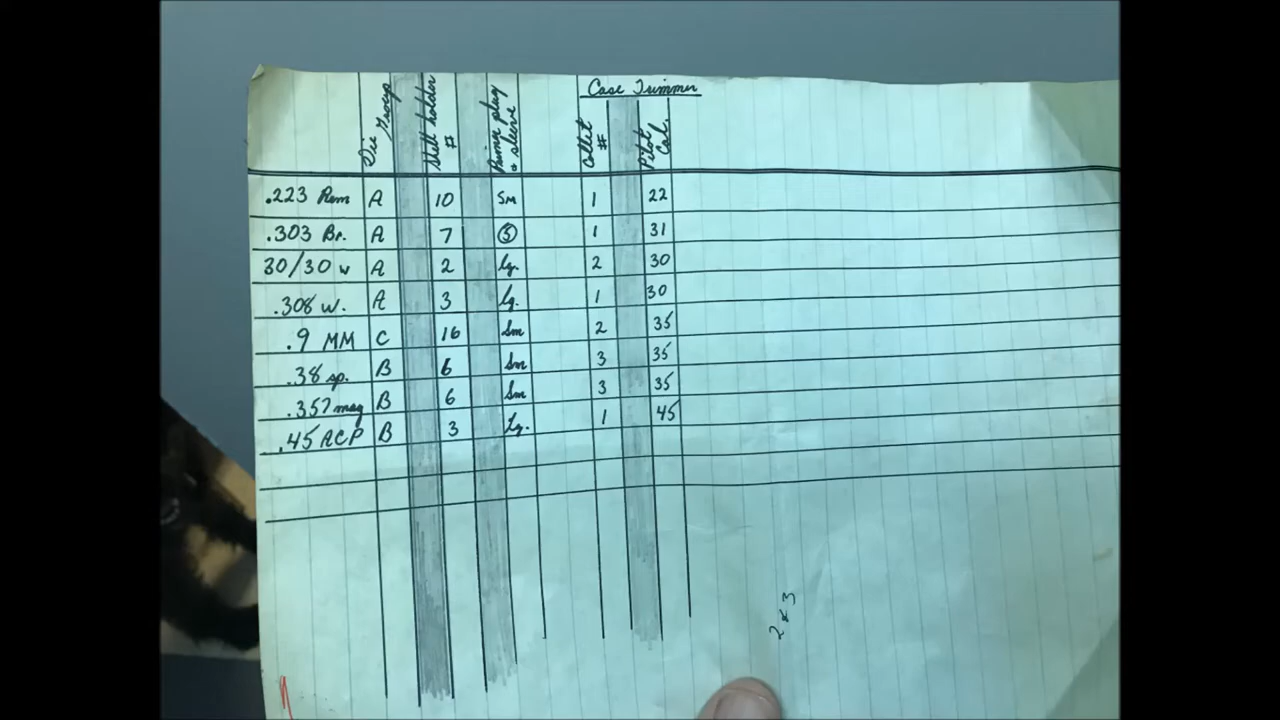 Case Trimmer
Die Group Shell holder # Primer plug & sleeve Collet # Pilot Cal.
.223 Rem A 10 Sm 1 22
.303 Br. A 7 S 1 31
30/30 w A 2 lg. 2 30
.308 W. A 3 lg. 1 30
.9 MM C 16 Sm 2 35
.38 sp. B 6 Sm 3 35
.357 mag B 6 Sm 3 35
.45 ACP B 3 Lg. 1 45
2 & 3